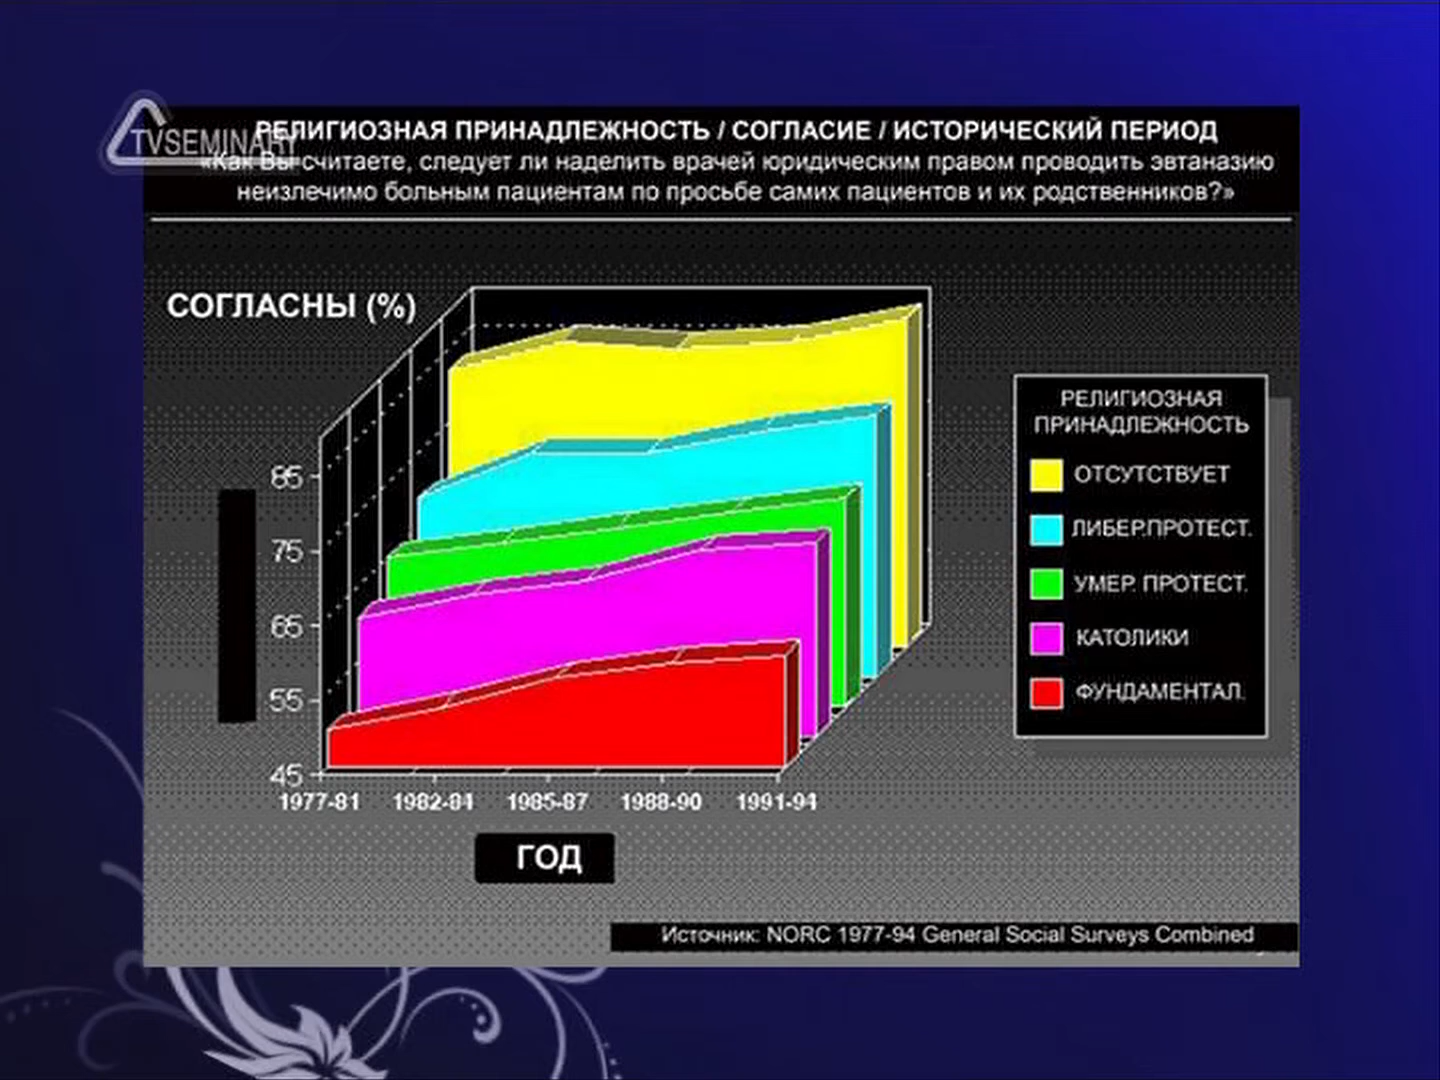 TVSEMINARY
РЕЛИГИОЗНАЯ ПРИНАДЛЕЖНОСТЬ / СОГЛАСИЕ / ИСТОРИЧЕСКИЙ ПЕРИОД
«Как Вы считаете, следует ли наделить врачей юридическим правом проводить эвтаназию
неизлечимо больным пациентам по просьбе самих пациентов и их родственников?»
СОГЛАСНЫ (%)
85
75
65
55
45
1977-81 1982-84 1985-87 1988-90 1991-94
ГОД
РЕЛИГИОЗНАЯ
ПРИНАДЛЕЖНОСТЬ
ОТСУТСТВУЕТ
ЛИБЕР.ПРОТЕСТ.
УМЕР. ПРОТЕСТ.
КАТОЛИКИ
ФУНДАМЕНТАЛ.
Источник: NORC 1977-94 General Social Surveys Combined